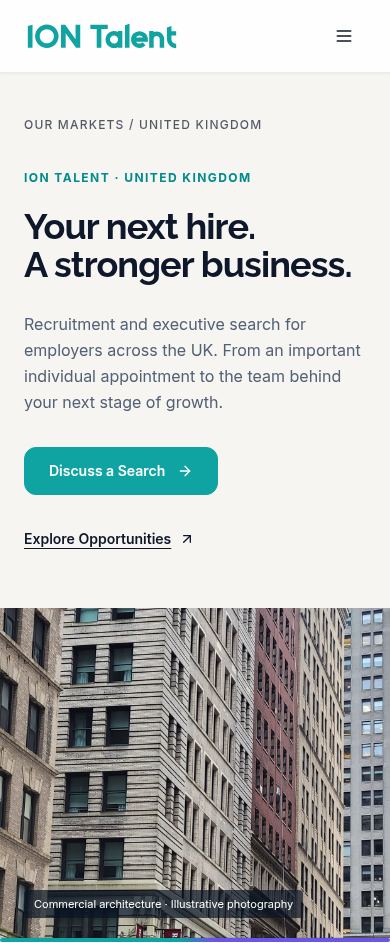 ION Talent
OUR MARKETS / UNITED KINGDOM
ION TALENT · UNITED KINGDOM
Your next hire.
A stronger business.
Recruitment and executive search for
employers across the UK. From an important
individual appointment to the team behind
your next stage of growth.
Discuss a Search →
Explore Opportunities ↗
Commercial architecture · Illustrative photography